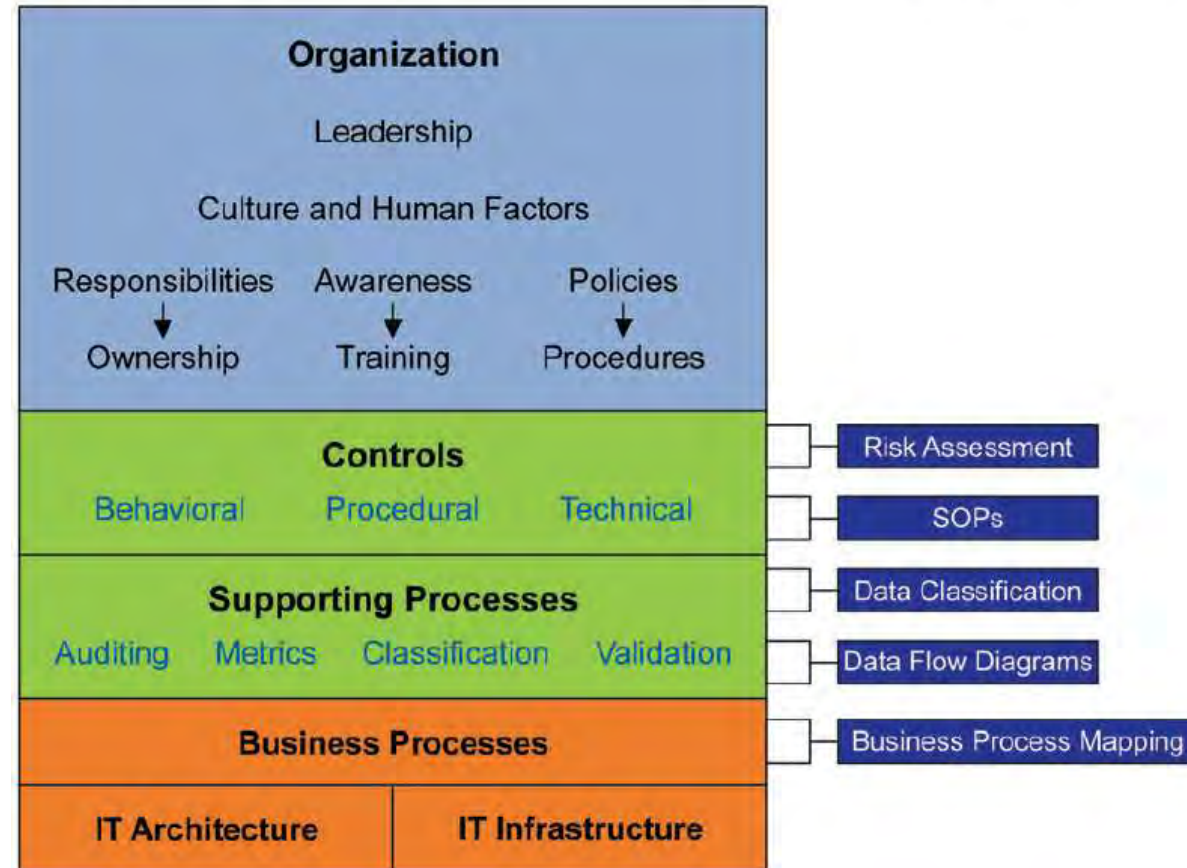 Organization
Leadership
Culture and Human Factors
Responsibilities Awareness Policies
Ownership Training Procedures
Controls
Behavioral Procedural Technical
Supporting Processes
Auditing Metrics Classification Validation
Business Processes
IT Architecture IT Infrastructure
Risk Assessment
SOPs
Data Classification
Data Flow Diagrams
Business Process Mapping